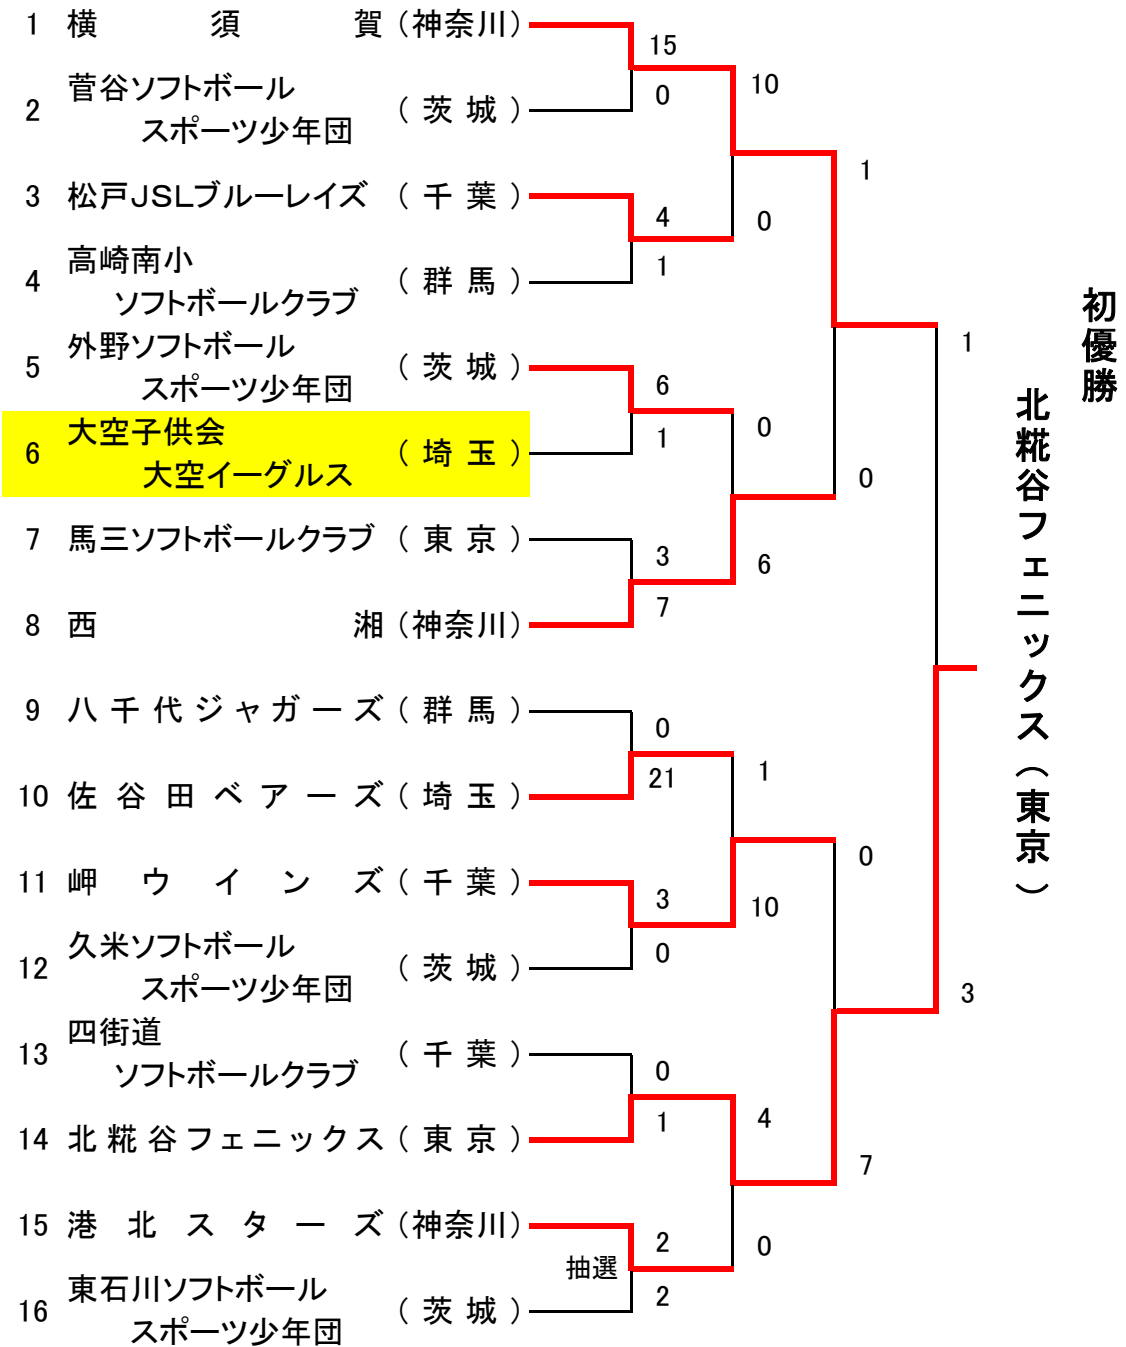 1 横須賀（神奈川）
15
0
10
2 菅谷ソフトボール
スポーツ少年団
（茨城）
1
3 松戸JSLブルーレイズ（千葉）
4
1
0
4 高崎南小
ソフトボールクラブ
（群馬）
1
5 外野ソフトボール
スポーツ少年団
（茨城）
6
1
0
6 大空子供会
大空イーグルス
（埼玉）
0
7 馬三ソフトボールクラブ（東京）
3
7
6
8 西湘（神奈川）
9 八千代ジャガーズ（群馬）
0
21
1
10 佐谷田ベアーズ（埼玉）
0
11 岬ウインズ（千葉）
3
0
10
12 久米ソフトボール
スポーツ少年団
（茨城）
3
13 四街道
ソフトボールクラブ
（千葉）
0
1
4
14 北糀谷フェニックス（東京）
7
15 港北スターズ（神奈川）
抽選
2
2
0
16 東石川ソフトボール
スポーツ少年団
（茨城）
初優勝
北糀谷フェニックス（東京）